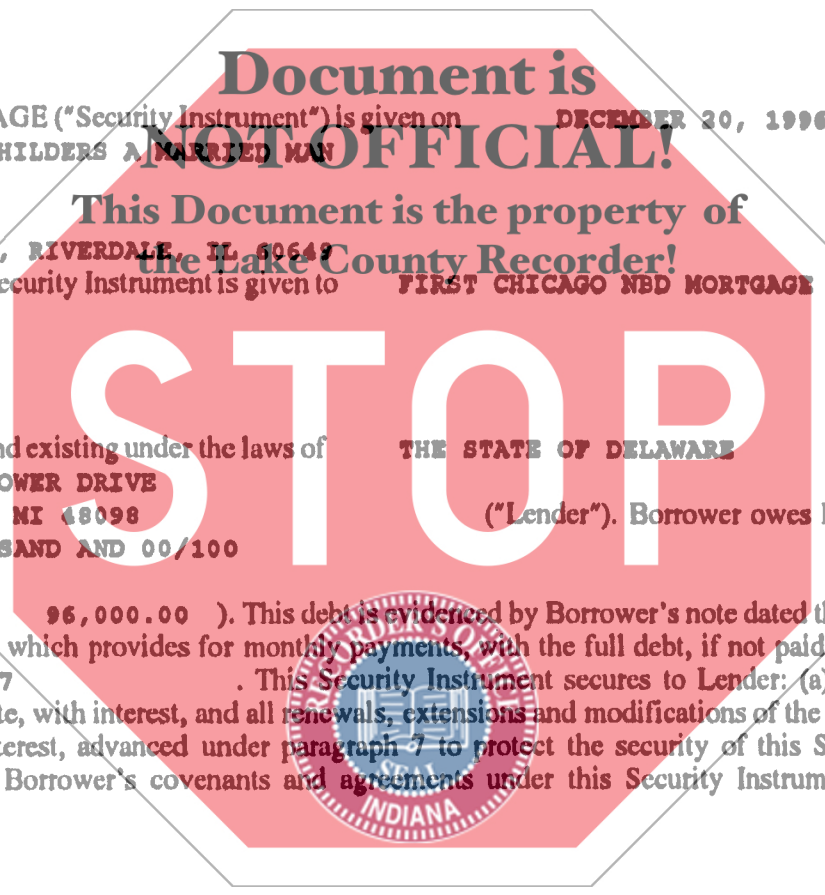 Document is
AGE ("Security Instrument") is given on DECEMBER 20, 1996
NOT OFFICIAL!
HILDERS A MARRIED MAN
This Document is the property of
, RIVERDALE, IL 60649
the Lake County Recorder!
ecurity Instrument is given to FIRST CHICAGO NBD MORTGAGE
STOP
nd existing under the laws of THE STATE OF DELAWARE
OWER DRIVE
MI 48098 ("Lender"). Borrower owes
SAND AND 00/100
96,000.00 ). This debt is evidenced by Borrower's note dated th
which provides for monthly payments, with the full debt, if not paid
7 . This Security Instrument secures to Lender: (a)
te, with interest, and all renewals, extensions and modifications of the
terest, advanced under paragraph 7 to protect the security of this S
Borrower's covenants and agreements under this Security Instrum
RECORDER'S OFFICE
SEAL
INDIANA